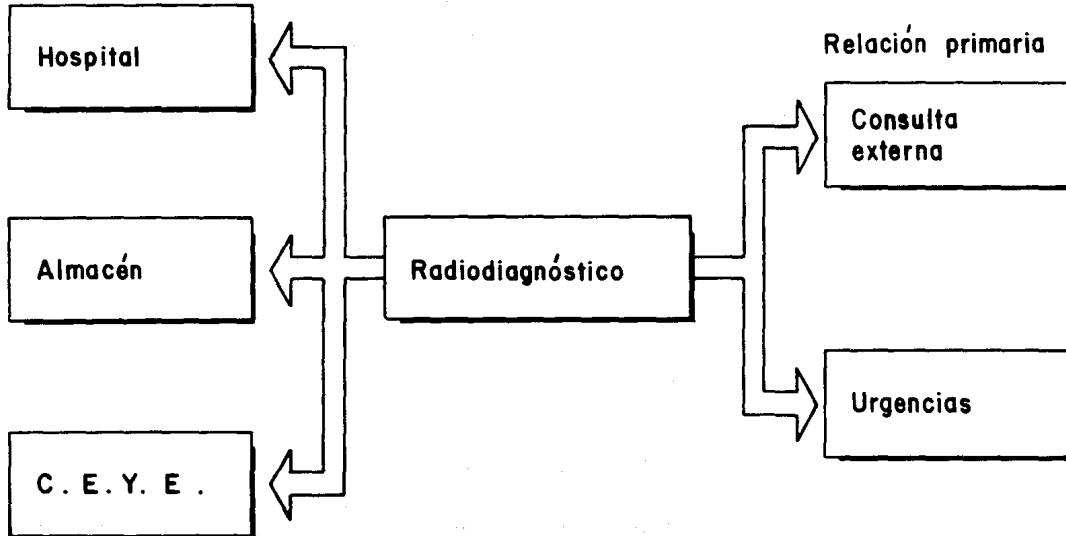 Hospital
Relación primaria
Consulta
externa
Almacén
Radiodiagnóstico
Urgencias
C. E. Y. E.